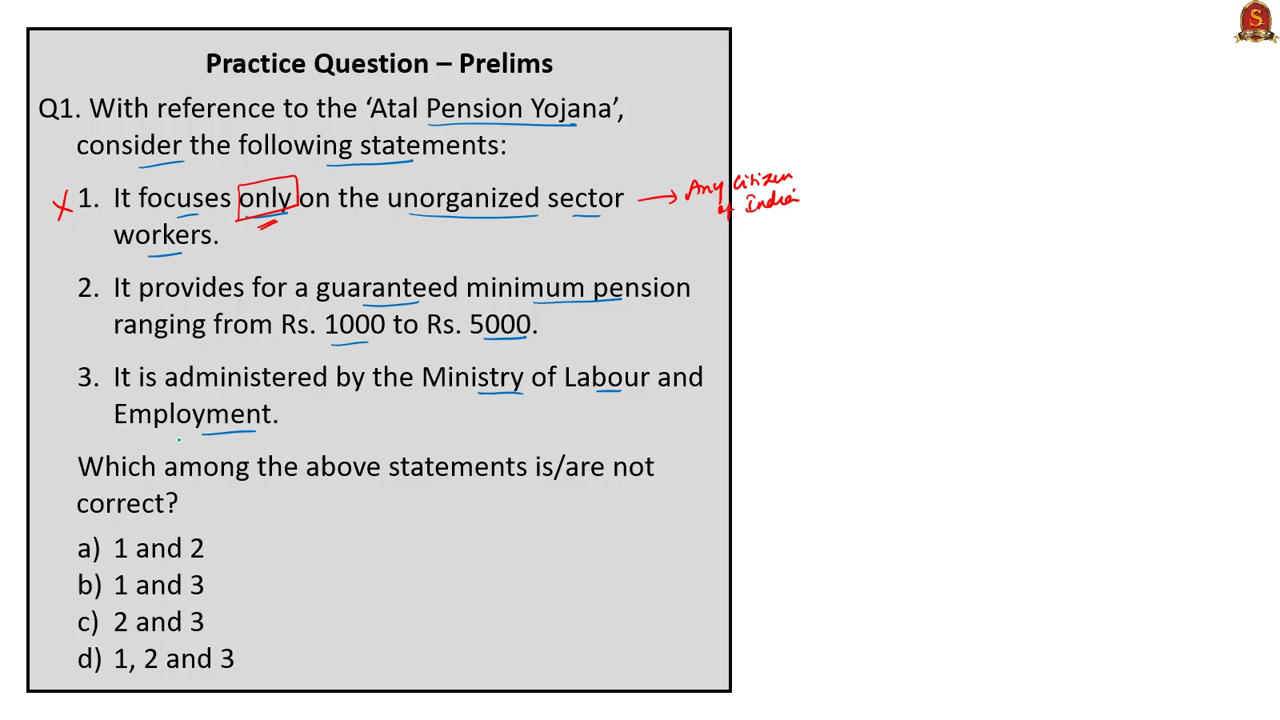 Practice Question – Prelims
Q1. With reference to the ‘Atal Pension Yojana’,
consider the following statements:
X 1. It focuses only on the unorganized sector → Any citizen
of India
workers.
2. It provides for a guaranteed minimum pension
ranging from Rs. 1000 to Rs. 5000.
3. It is administered by the Ministry of Labour and
Employment.
Which among the above statements is/are not
correct?
a) 1 and 2
b) 1 and 3
c) 2 and 3
d) 1, 2 and 3
S